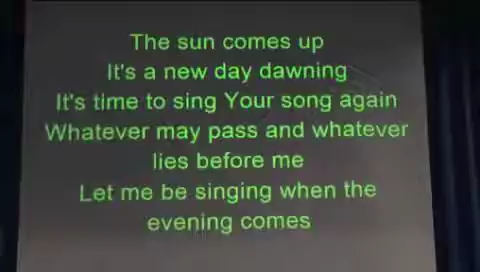 The sun comes up
It's a new day dawning
It's time to sing Your song again
Whatever may pass and whatever
lies before me
Let me be singing when the
evening comes